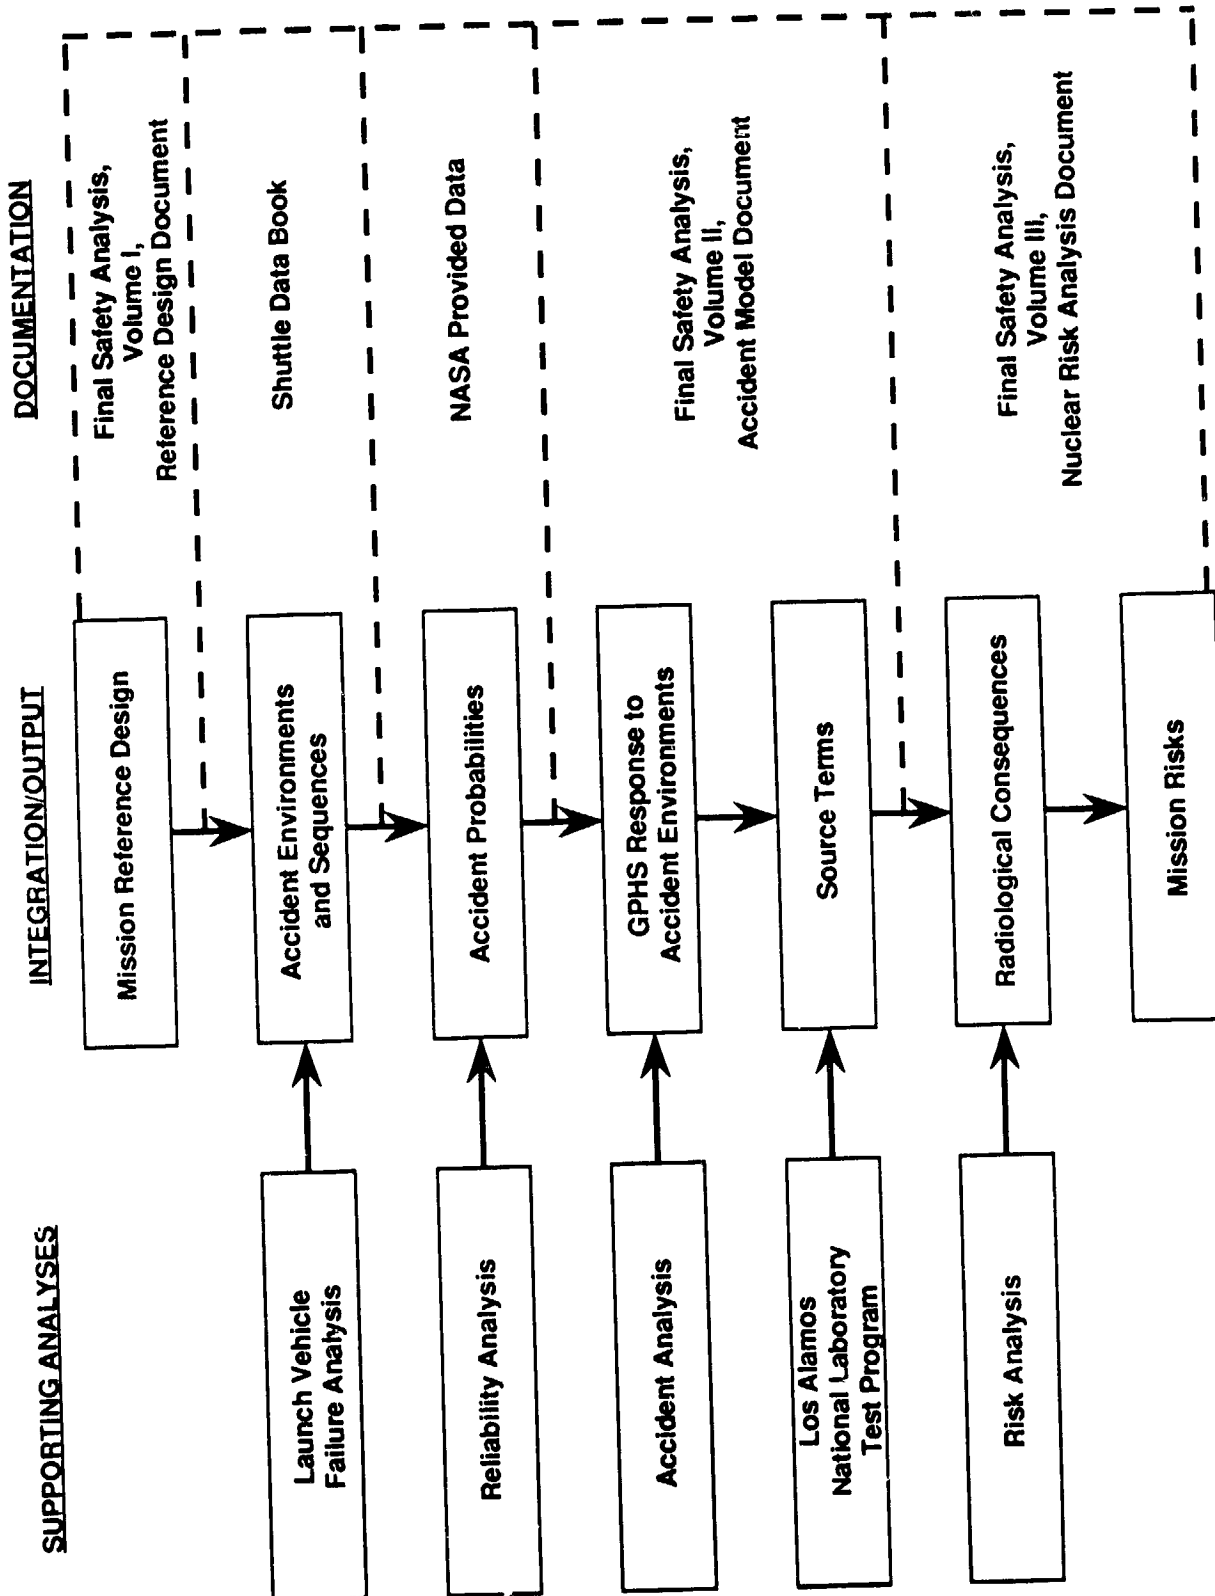 SUPPORTING ANALYSES
INTEGRATION/OUTPUT
DOCUMENTATION
Mission Reference Design
Final Safety Analysis,
Volume I,
Reference Design Document
Launch Vehicle
Failure Analysis
Accident Environments
and Sequences
Shuttle Data Book
Reliability Analysis
Accident Probabilities
NASA Provided Data
Accident Analysis
GPHS Response to
Accident Environments
Final Safety Analysis,
Volume II,
Accident Model Document
Los Alamos
National Laboratory
Test Program
Source Terms
Risk Analysis
Radiological Consequences
Final Safety Analysis,
Volume III,
Nuclear Risk Analysis Document
Mission Risks